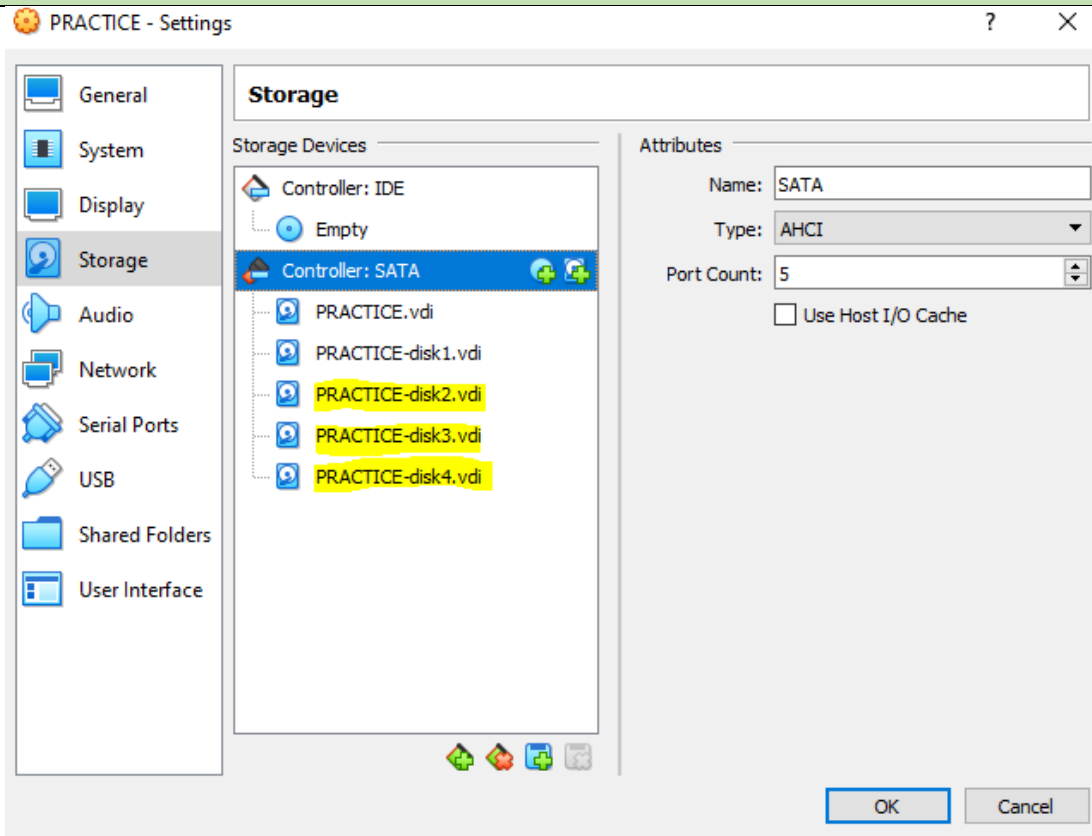 PRACTICE - Settings
?
General
System
Display
Storage
Audio
Network
Serial Ports
USB
Shared Folders
User Interface
Storage
Storage Devices
Controller: IDE
Empty
Controller: SATA
PRACTICE.vdi
PRACTICE-disk1.vdi
PRACTICE-disk2.vdi
PRACTICE-disk3.vdi
PRACTICE-disk4.vdi
Attributes
Name: SATA
Type: AHCI
Port Count: 5
Use Host I/O Cache
OK
Cancel